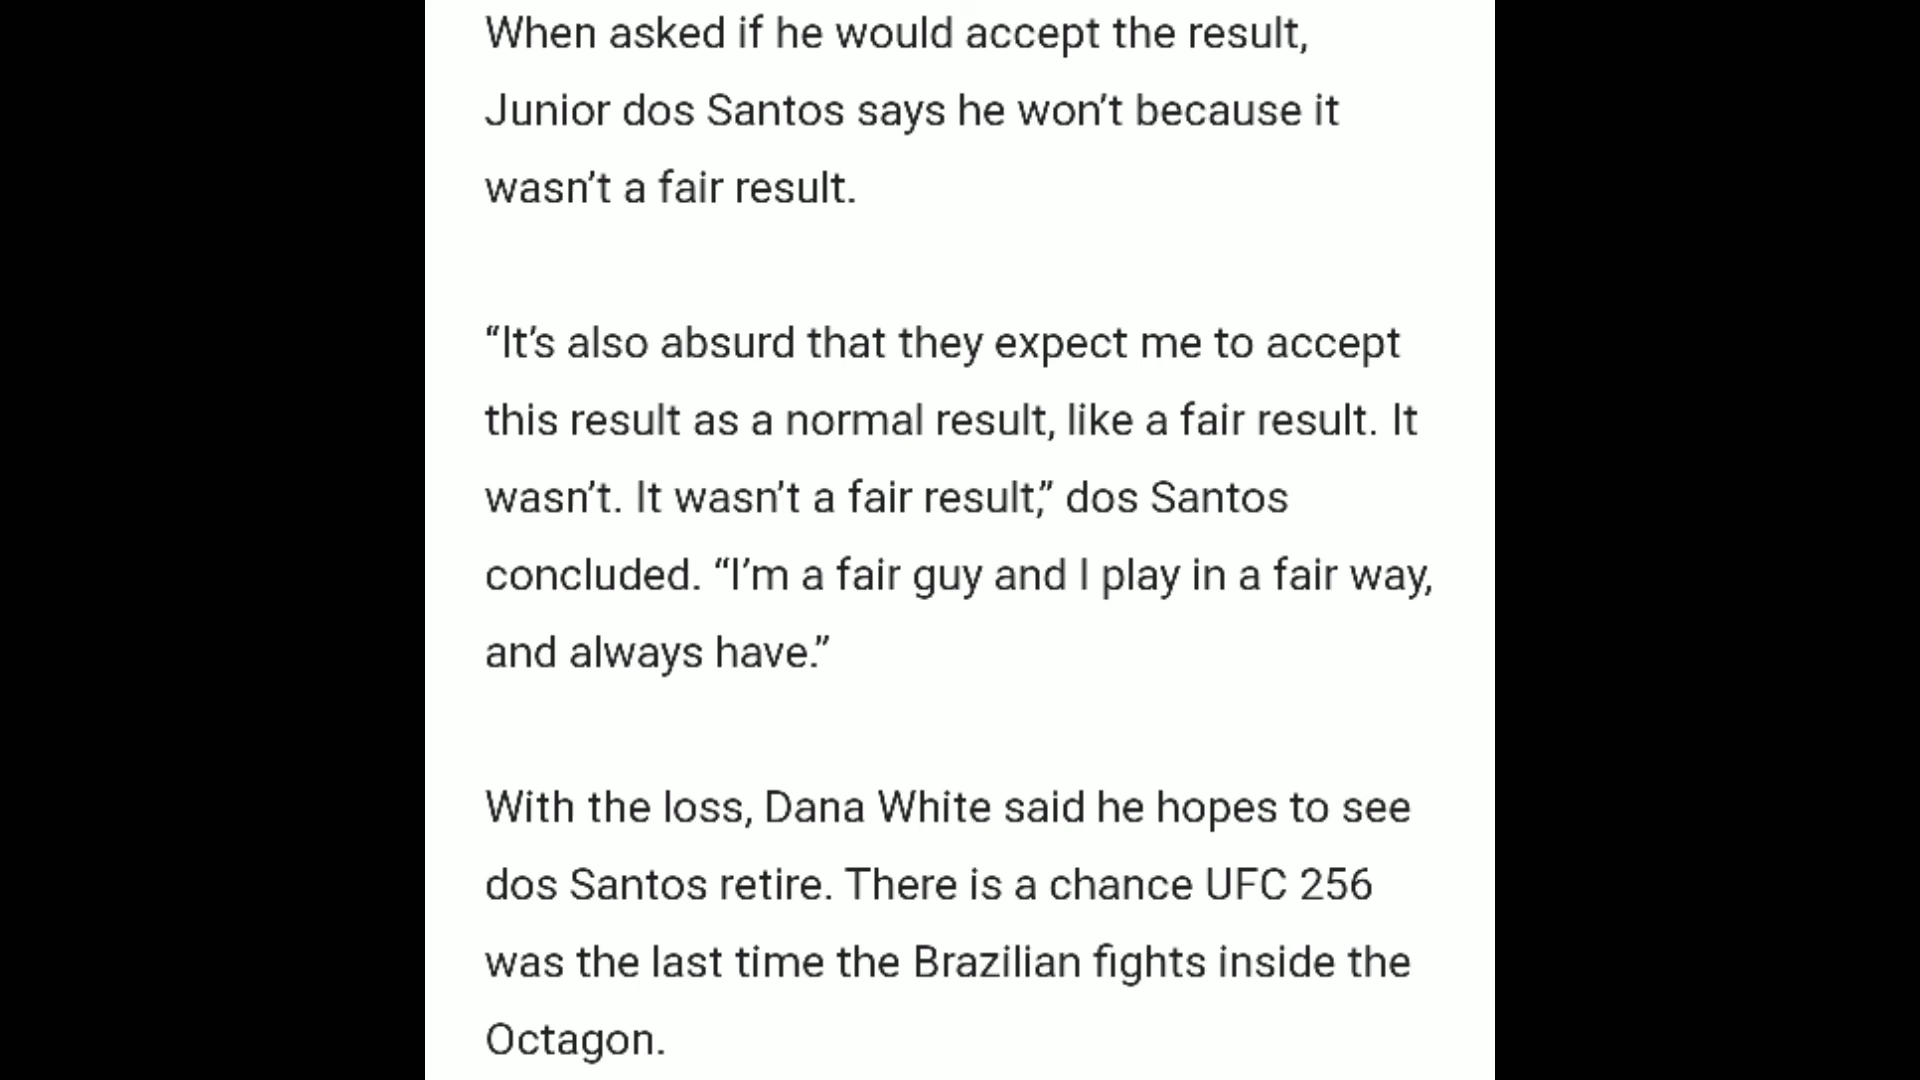 When asked if he would accept the result,
Junior dos Santos says he won’t because it
wasn’t a fair result.
“It’s also absurd that they expect me to accept
this result as a normal result, like a fair result. It
wasn’t. It wasn’t a fair result,” dos Santos
concluded. “I’m a fair guy and I play in a fair way,
and always have.”
With the loss, Dana White said he hopes to see
dos Santos retire. There is a chance UFC 256
was the last time the Brazilian fights inside the
Octagon.